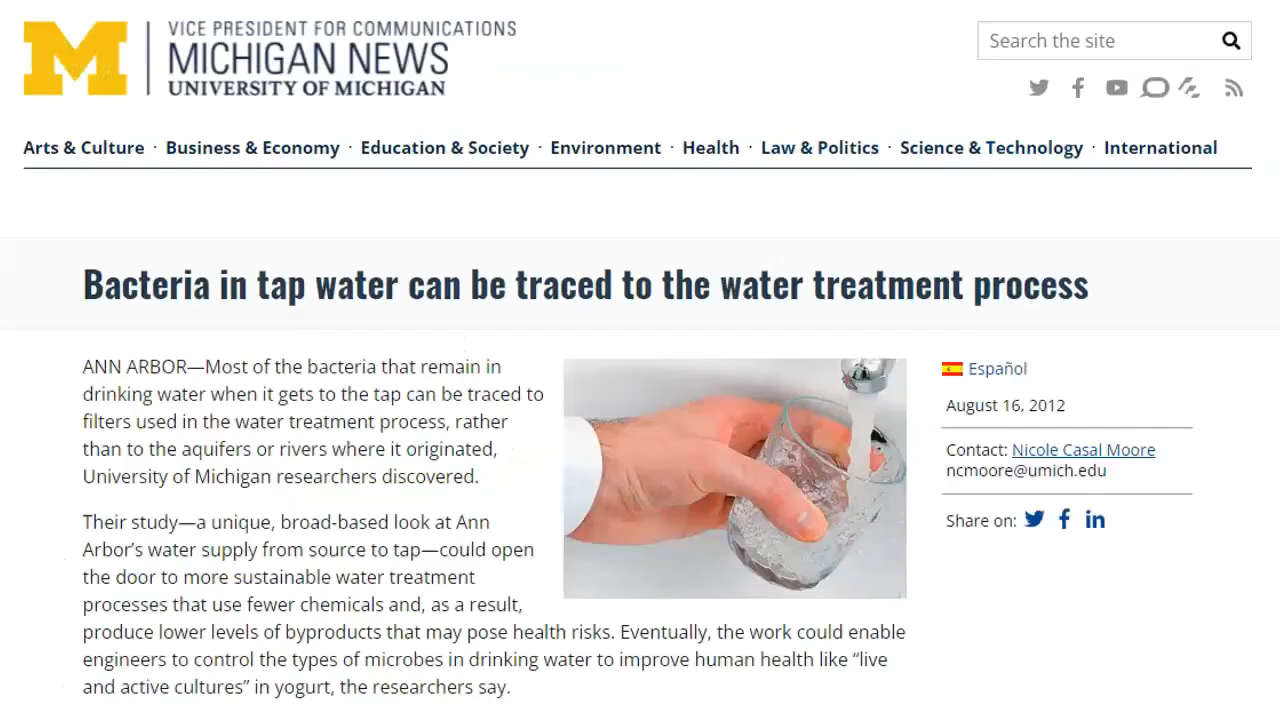 VICE PRESIDENT FOR COMMUNICATIONS
MICHIGAN NEWS
UNIVERSITY OF MICHIGAN
Search the site
Arts & Culture · Business & Economy · Education & Society · Environment · Health · Law & Politics · Science & Technology · International
Bacteria in tap water can be traced to the water treatment process
ANN ARBOR—Most of the bacteria that remain in
drinking water when it gets to the tap can be traced to
filters used in the water treatment process, rather
than to the aquifers or rivers where it originated,
University of Michigan researchers discovered.
Their study—a unique, broad-based look at Ann
Arbor’s water supply from source to tap—could open
the door to more sustainable water treatment
processes that use fewer chemicals and, as a result,
produce lower levels of byproducts that may pose health risks. Eventually, the work could enable
engineers to control the types of microbes in drinking water to improve human health like “live
and active cultures” in yogurt, the researchers say.
Español
August 16, 2012
Contact: Nicole Casal Moore
ncmoore@umich.edu
Share on: